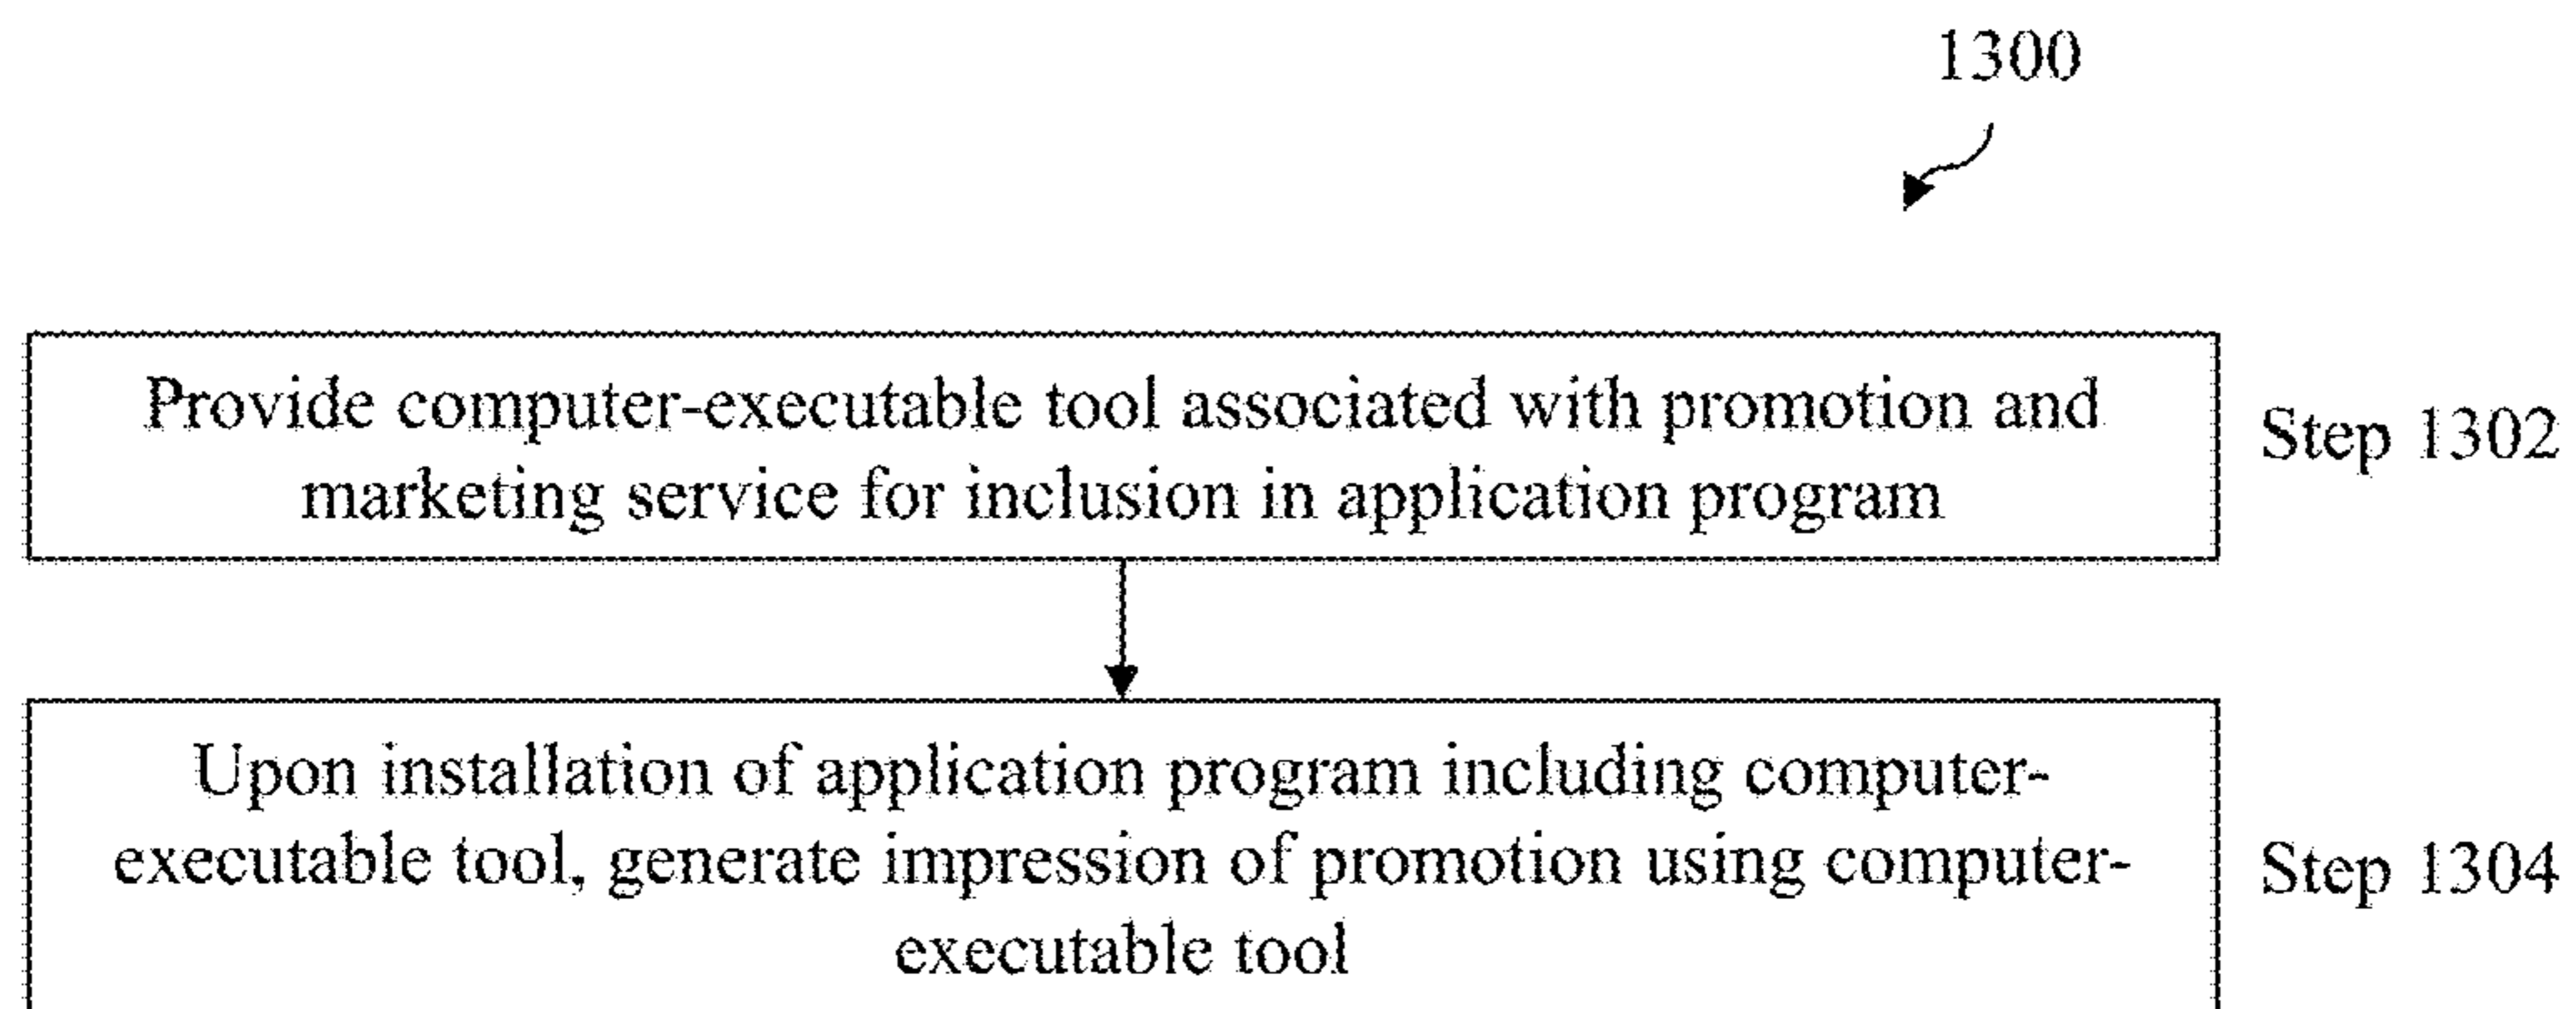 1300
Provide computer-executable tool associated with promotion and
marketing service for inclusion in application program
Step 1302
Upon installation of application program including computer-
executable tool, generate impression of promotion using computer-
executable tool
Step 1304